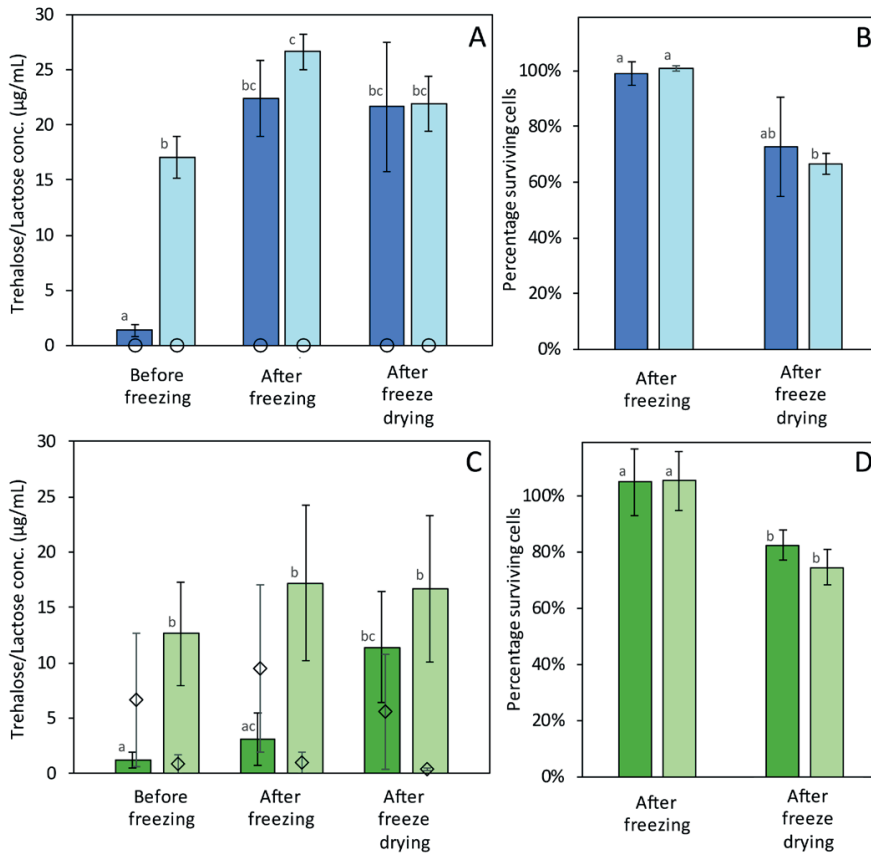 A
Trehalose/Lactose conc. (µg/mL)
30
25
20
15
10
5
0
a
b
bc
c
bc
bc
Before
freezing
After
freezing
After
freeze
drying
B
Percentage surviving cells
100%
80%
60%
40%
20%
0%
a
a
ab
b
After
freezing
After
freeze
drying
C
Trehalose/Lactose conc. (µg/mL)
30
25
20
15
10
5
0
a
b
ac
b
bc
b
Before
freezing
After
freezing
After
freeze drying
D
Percentage surviving cells
100%
80%
60%
40%
20%
0%
a
a
b
b
After
freezing
After
freeze
drying